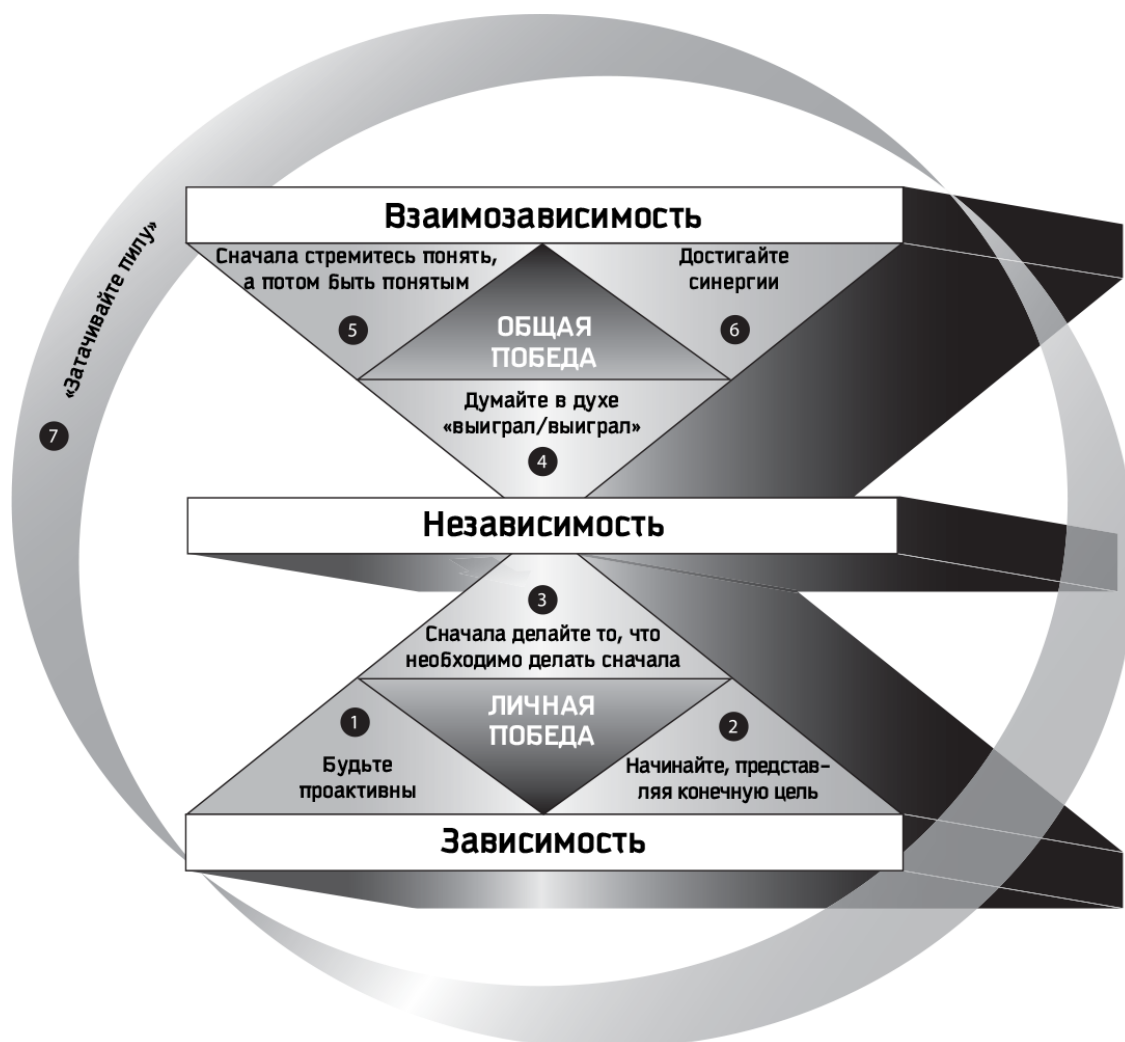 Взаимозависимость
Сначала стремитесь понять,
а потом быть понятым
5
Достигайте
синергии
6
ОБЩАЯ
ПОБЕДА
Думайте в духе
«выиграл/выиграл»
4
«Затачивайте пилу»
7
Независимость
3
Сначала делайте то, что
необходимо делать сначала
ЛИЧНАЯ
ПОБЕДА
1
Будьте
проактивны
2
Начинайте, представ-
ляя конечную цель
Зависимость